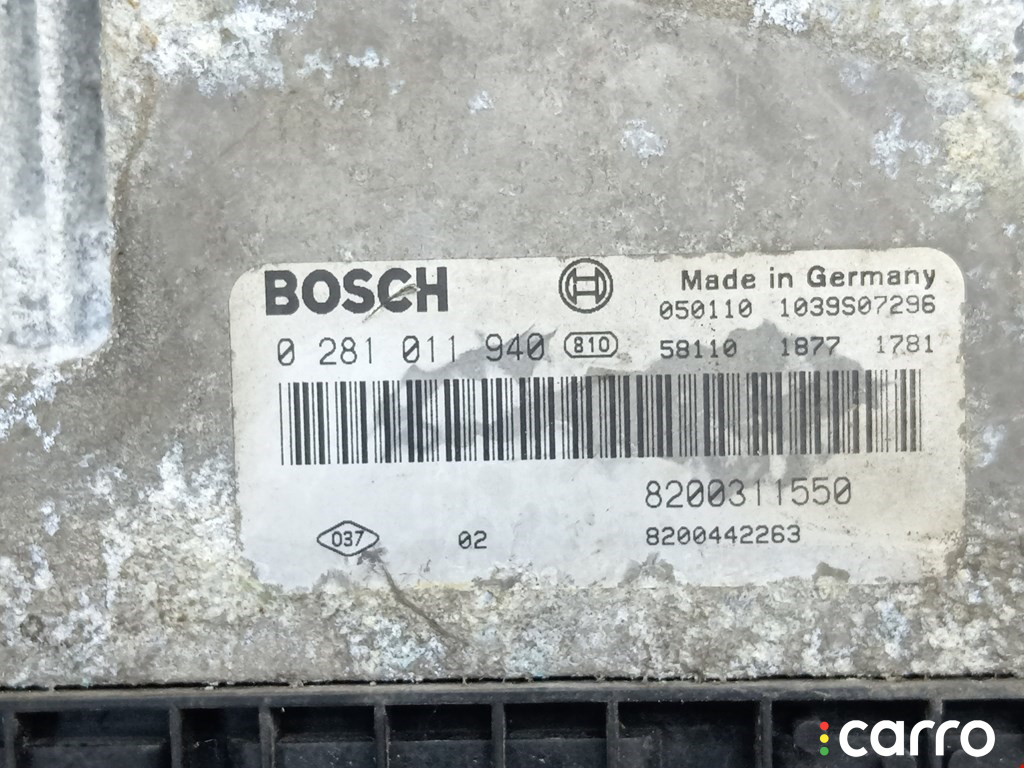 BOSCH
Made in Germany
050110 1039S07296
0 281 011 940 810
58110 1877 1781
8200311550
037 02 8200442263
carro